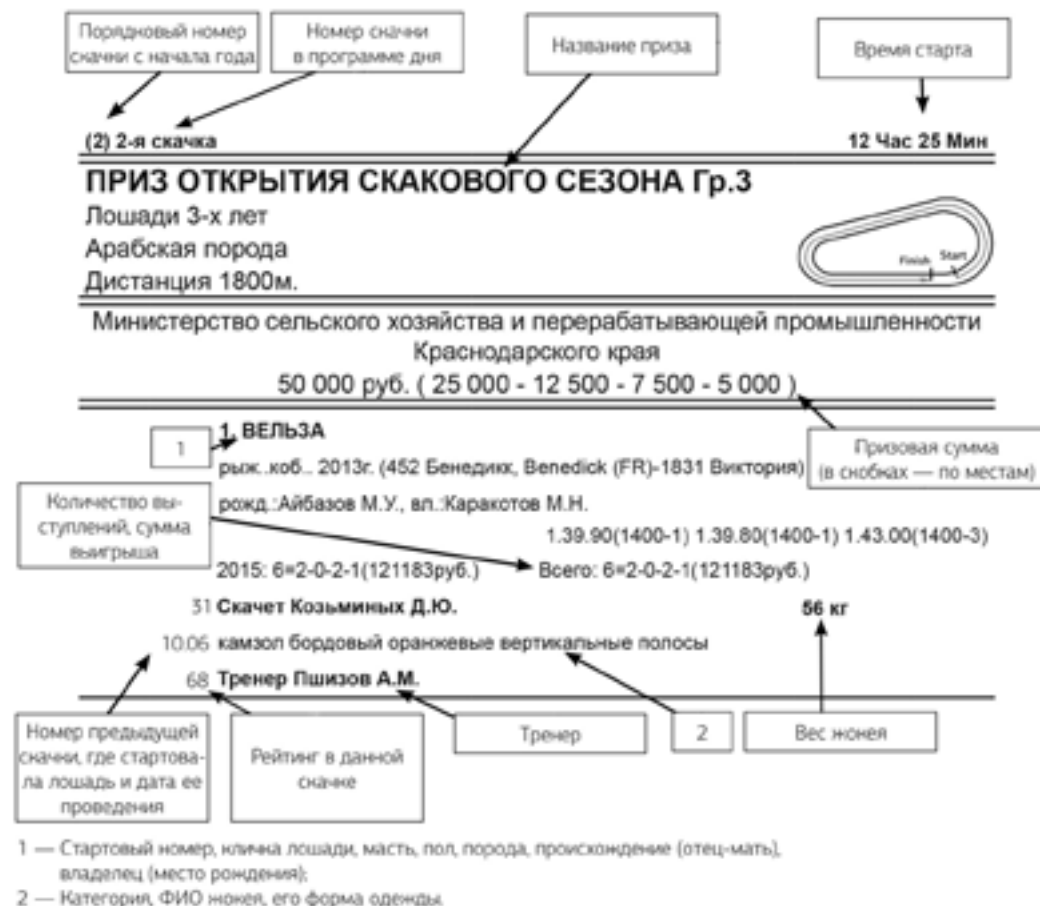 Порядковый номер
скачки с начала года
Номер скачки
в программе дня
Название приза
Время старта
(2) 2-я скачка
12 Час 25 Мин
ПРИЗ ОТКРЫТИЯ СКАКОВОГО СЕЗОНА Гр.3
Лошади 3-х лет
Арабская порода
Дистанция 1800м.
Finish
Start
Министерство сельского хозяйства и перерабатывающей промышленности
Краснодарского края
50 000 руб. ( 25 000 - 12 500 - 7 500 - 5 000 )
1
1. ВЕЛЬЗА
Призовая сумма
(в скобках — по местам)
рыж..коб.. 2013г. (452 Бенедикк, Benedick (FR)-1831 Виктория)
Количество вы-
ступлений, сумма
выигрыша
рожд.:Айбазов М.У., вл.:Каракотов М.Н.
1.39.90(1400-1) 1.39.80(1400-1) 1.43.00(1400-3)
2015: 6=2-0-2-1(121183руб.)
Всего: 6=2-0-2-1(121183руб.)
31 Скачет Козьминых Д.Ю.
56 кг
10.06 камзол бордовый оранжевые вертикальные полосы
68 Тренер Пшизов А.М.
Номер предыдущей
скачки, где стартова-
ла лошадь и дата ее
проведения
Рейтинг в данной
скачке
Тренер
2
Вес жокея
1 — Стартовый номер, кличка лошади, масть, пол, порода, происхождение (отец-мать),
владелец (место рождения);
2 — Категория, ФИО жокея, его форма одежды.